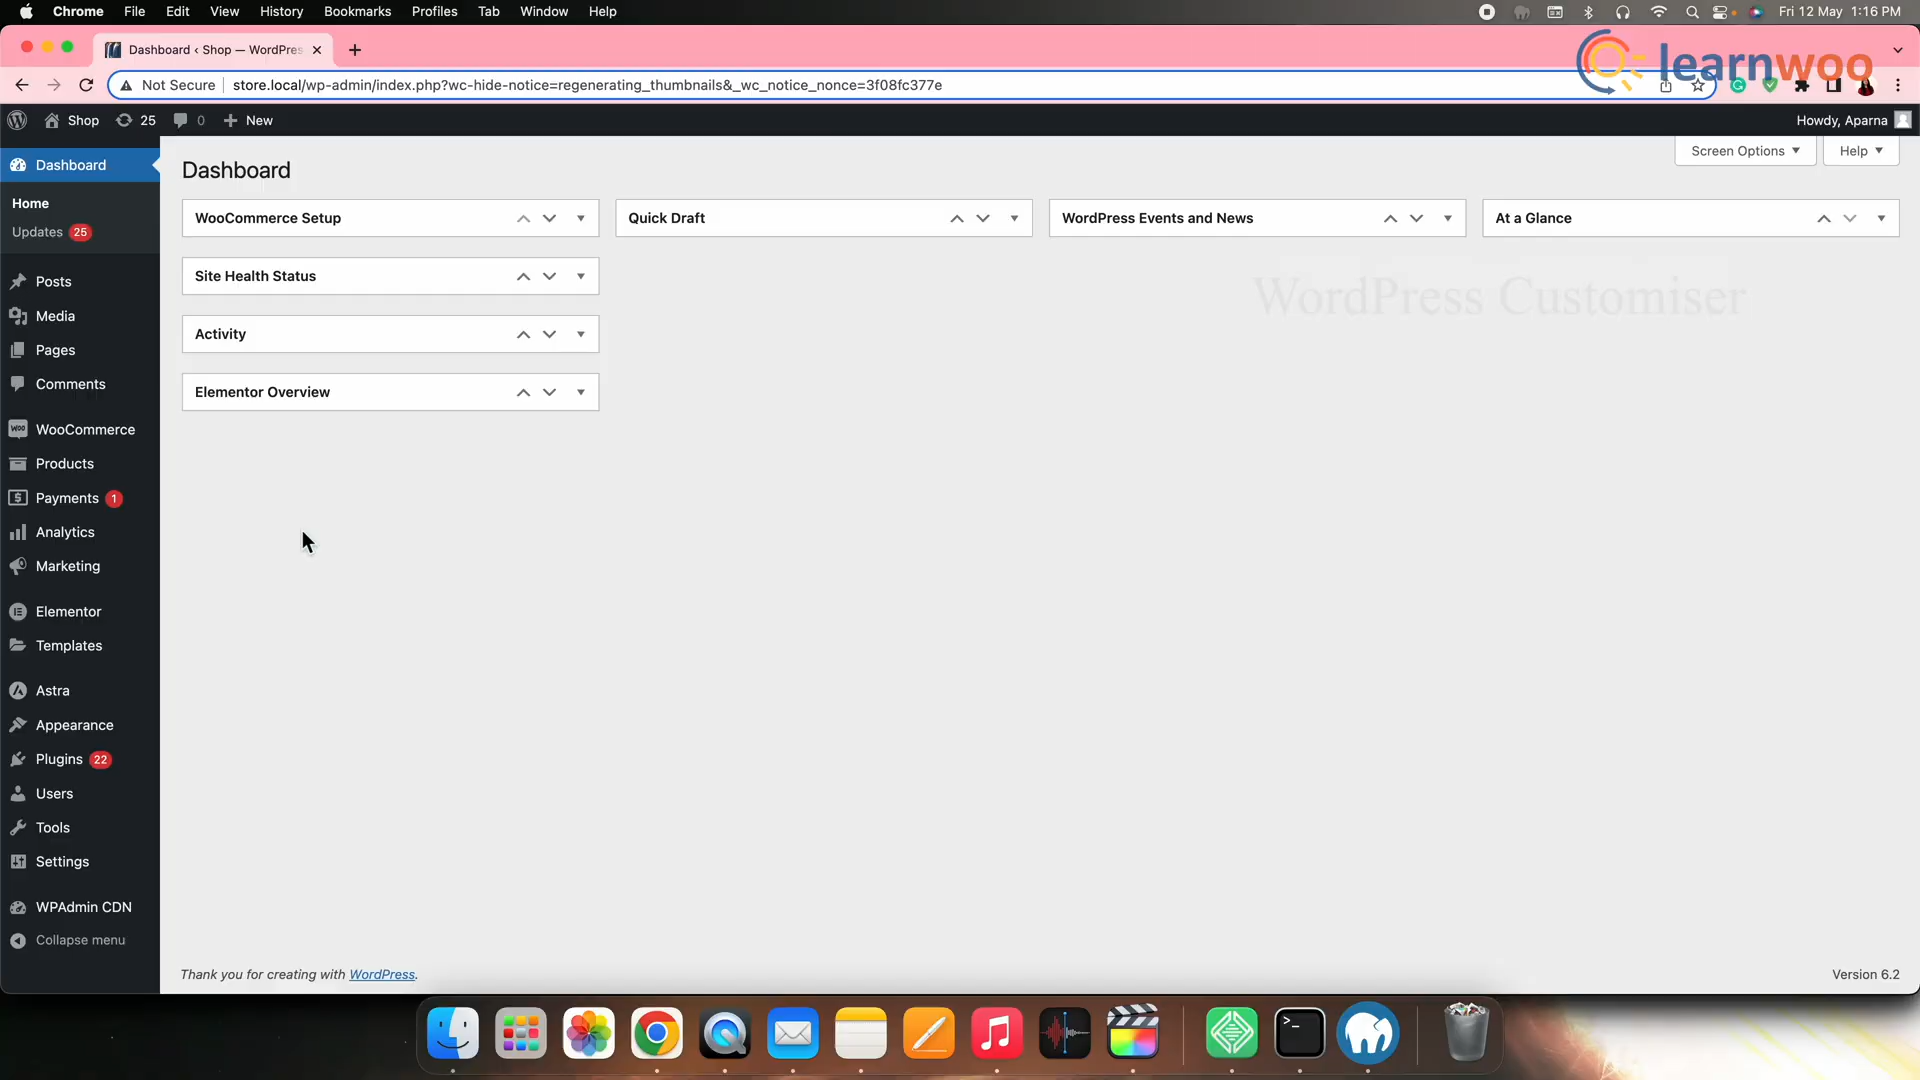 Chrome File Edit View History Bookmarks Profiles Tab Window Help Fri 12 May 1:16 PM
Dashboard ‹ Shop — WordPres
learnwoo
Not Secure store.local/wp-admin/index.php?wc-hide-notice=regenerating_thumbnails&_wc_notice_nonce=3f08fc377e
Shop 25 0 New Howdy, Aparna
Dashboard
Home
Updates 25
Posts
Media
Pages
Comments
WooCommerce
Products
Payments 1
Analytics
Marketing
Elementor
Templates
Astra
Appearance
Plugins 22
Users
Tools
Settings
WPAdmin CDN
Collapse menu
Screen Options Help
Dashboard
WooCommerce Setup
Quick Draft
WordPress Events and News
At a Glance
Site Health Status
Activity
Elementor Overview
WordPress Customiser
Thank you for creating with WordPress. Version 6.2